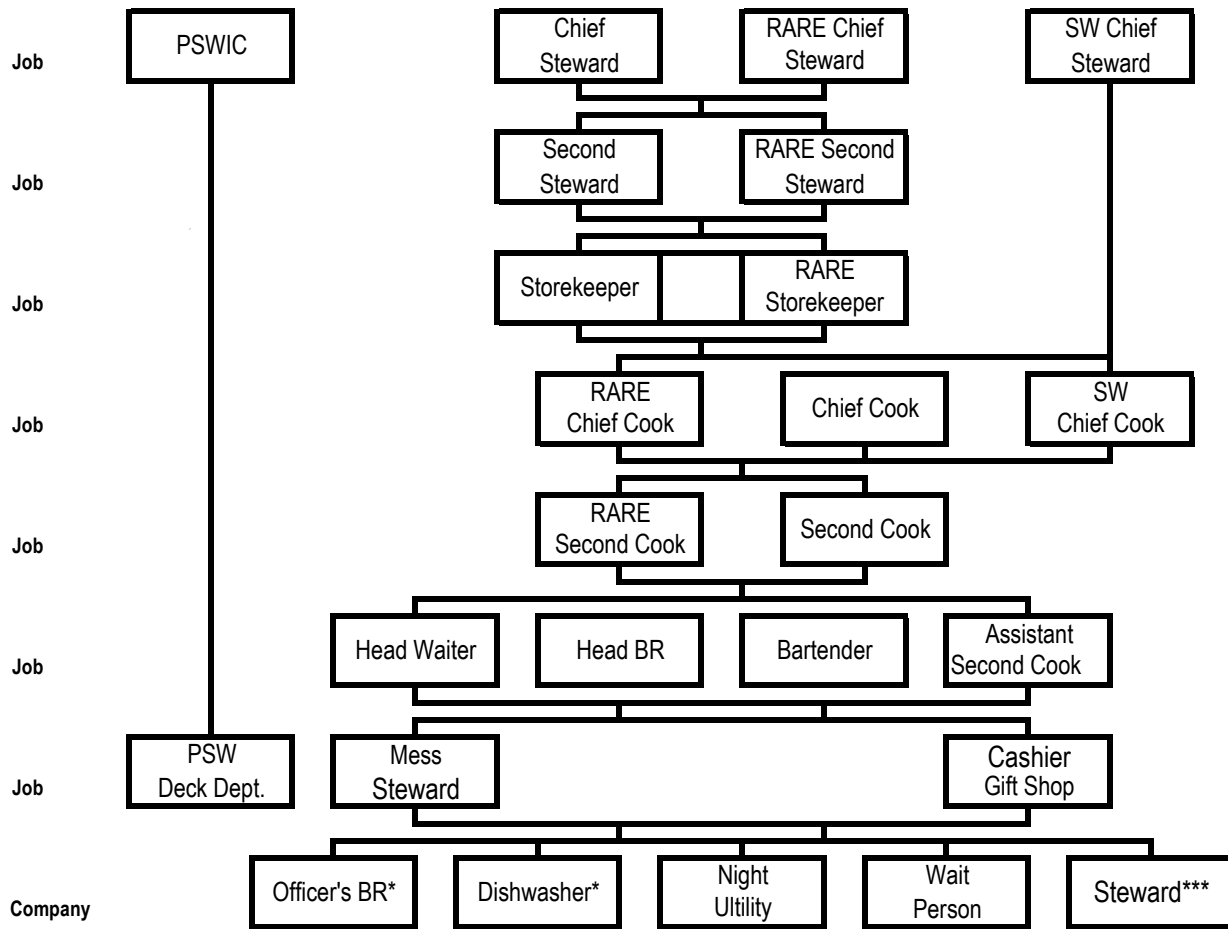 Job
PSWIC
Chief
Steward
RARE Chief
Steward
SW Chief
Steward
Job
Second
Steward
RARE Second
Steward
Job
Storekeeper
RARE
Storekeeper
Job
RARE
Chief Cook
Chief Cook
SW
Chief Cook
Job
RARE
Second Cook
Second Cook
Job
Head Waiter
Head BR
Bartender
Assistant
Second Cook
Job
PSW
Deck Dept.
Mess
Steward
Cashier
Gift Shop
Company
Officer's BR*
Dishwasher*
Night
Ultility
Wait
Person
Steward***